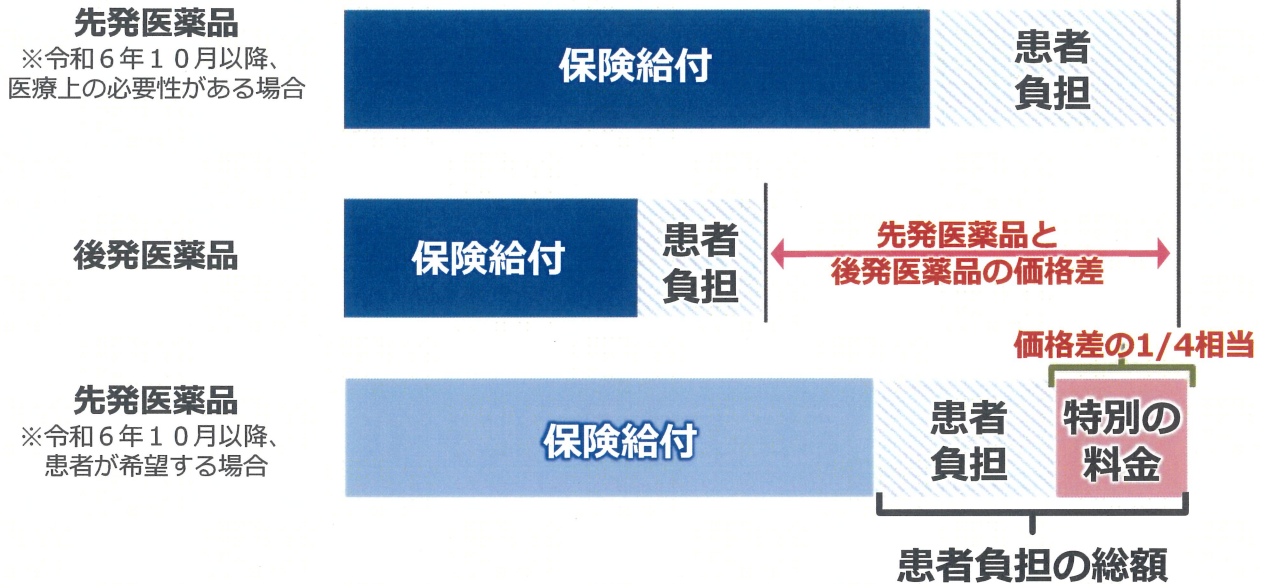 先発医薬品
※令和６年１０月以降、
医療上の必要性がある場合
保険給付
患者
負担
後発医薬品
保険給付
患者
負担
先発医薬品と
後発医薬品の価格差
価格差の1/4相当
先発医薬品
※令和６年１０月以降、
患者が希望する場合
保険給付
患者
負担
特別の
料金
患者負担の総額